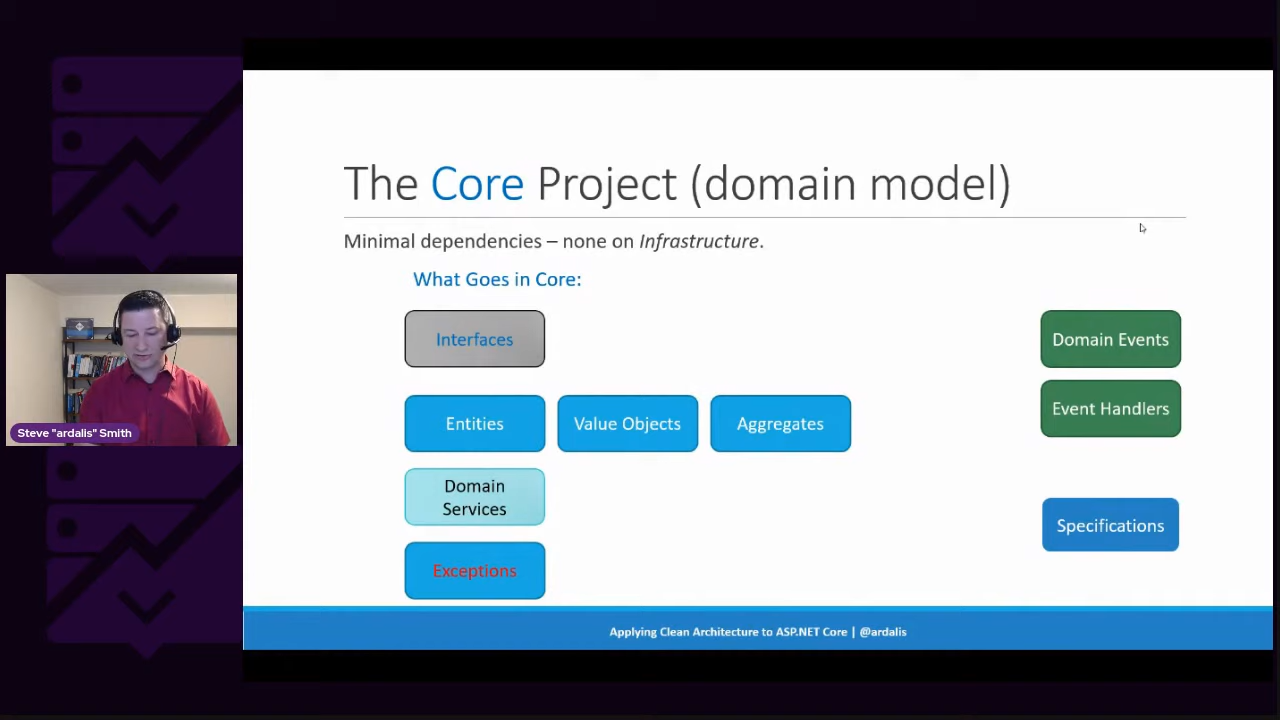 The Core Project (domain model)
Minimal dependencies – none on Infrastructure.
What Goes in Core:
Interfaces
Domain Events
Event Handlers
Entities
Value Objects
Aggregates
Domain
Services
Specifications
Exceptions
Steve "ardalis" Smith
Applying Clean Architecture to ASP.NET Core | @ardalis